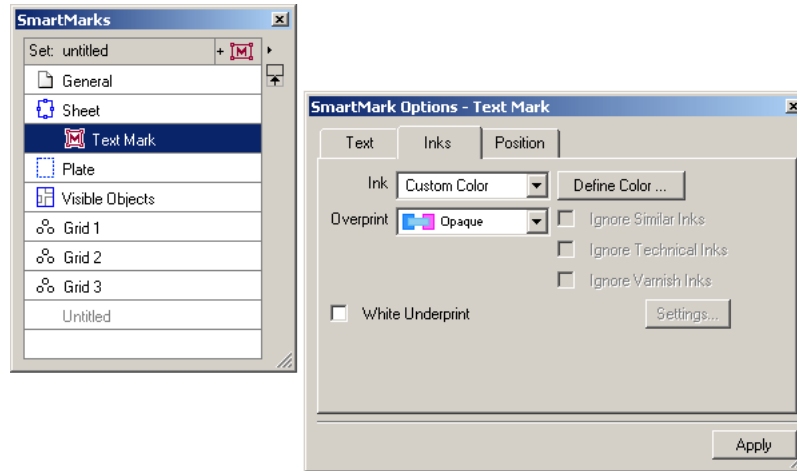 SmartMarks
Set: untitled
General
Sheet
Text Mark
Plate
Visible Objects
Grid 1
Grid 2
Grid 3
Untitled
SmartMark Options - Text Mark
Text Inks Position
Ink Custom Color Define Color ...
Overprint Opaque Ignore Similar Inks
Ignore Technical Inks
Ignore Varnish Inks
White Underprint Settings...
Apply